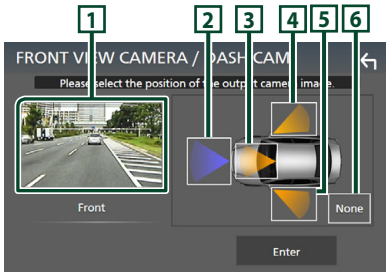 1 2 3 4 5 6
FRONT VIEW CAMERA / DASH CAM
Please select the position of the output camera image.
Front
None
Enter